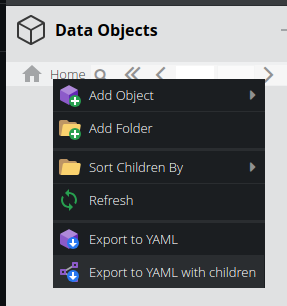 Data Objects
Home
Add Object
Add Folder
Sort Children By
Refresh
Export to YAML
Export to YAML with children